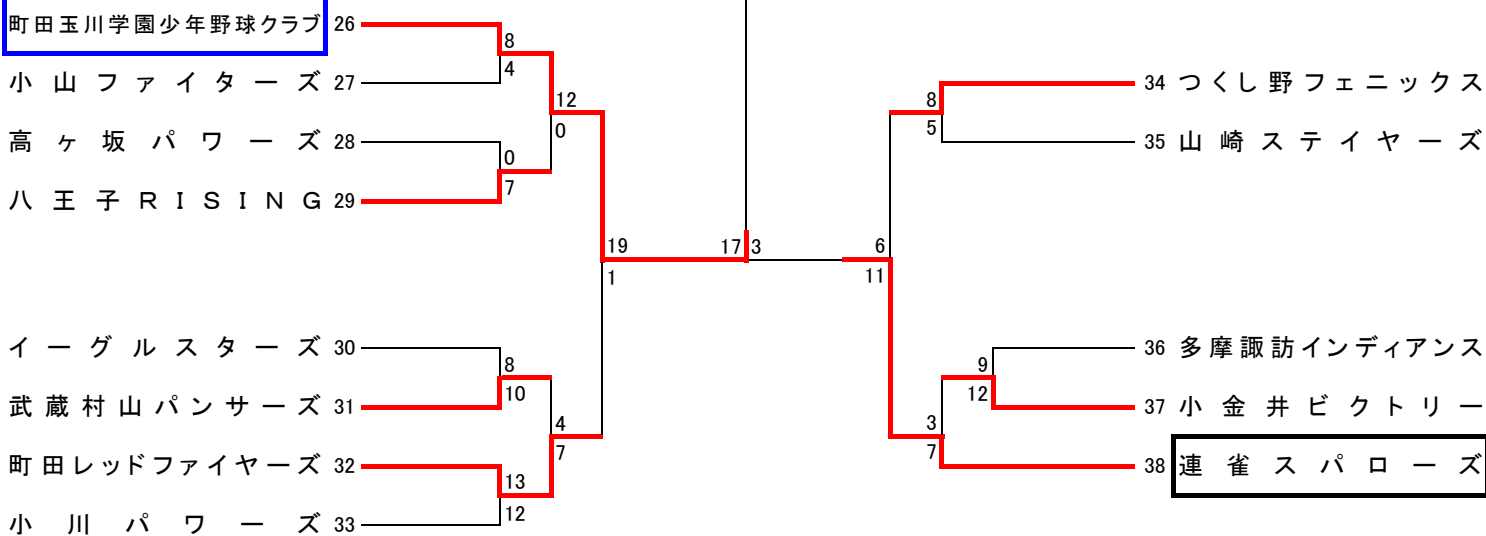 町田玉川学園少年野球クラブ 26
8
4
小山ファイターズ 27
12
0
高ヶ坂パワーズ 28
0
7
八王子RISING 29
19
1
イーグルスターズ 30
8
10
武蔵村山パンサーズ 31
4
7
町田レッドファイヤーズ 32
13
12
小川パワーズ 33
17 3
34 つくし野フェニックス
8
5
35 山崎ステイヤーズ
6
11
36 多摩諏訪インディアンス
9
12
37 小金井ビクトリー
3
7
38 連雀スパローズ